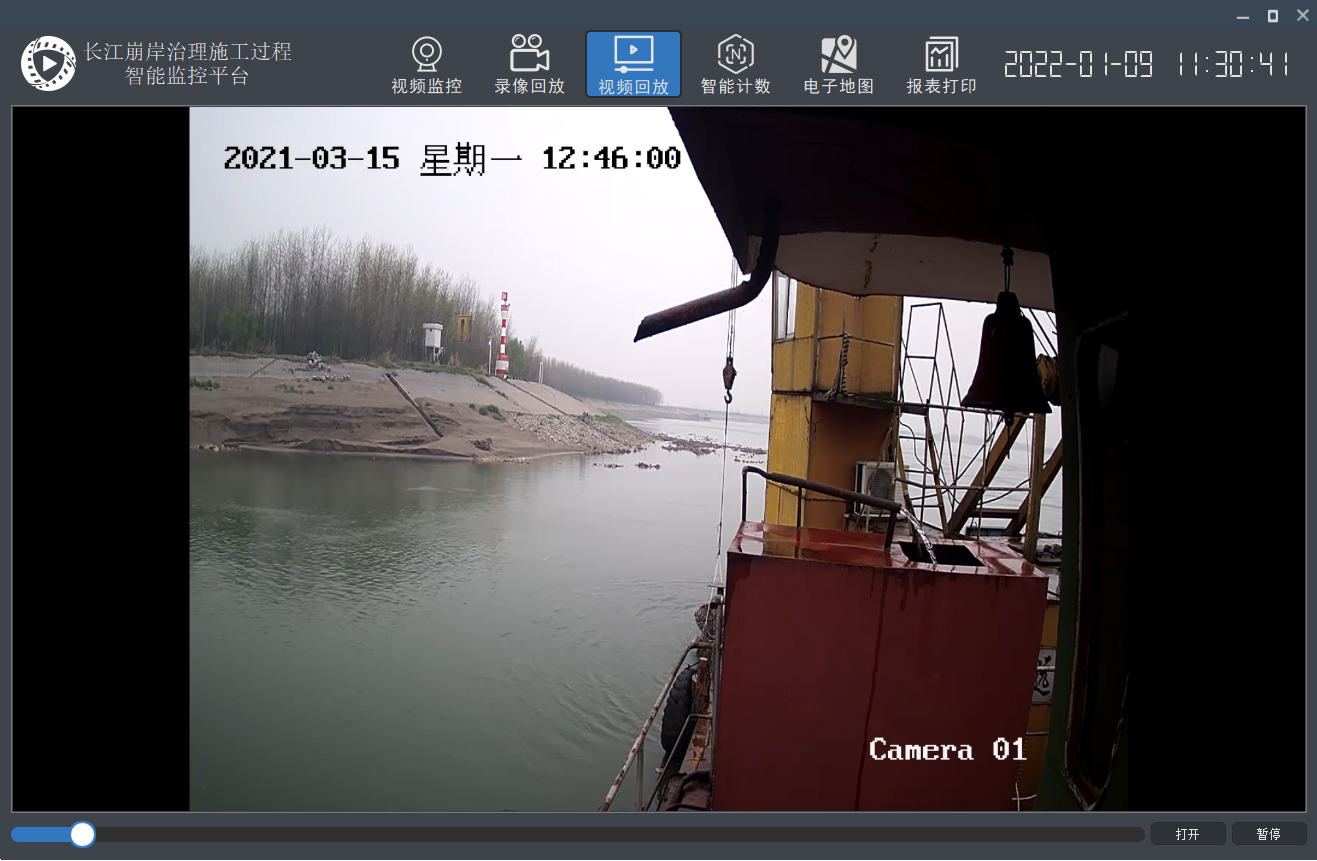 长江崩岸治理施工过程
智能监控平台
视频监控 录像回放 视频回放 智能计数 电子地图 报表打印
2022-01-09 11:30:41
2021-03-15 星期一 12:46:00
Camera 01
打开 暂停